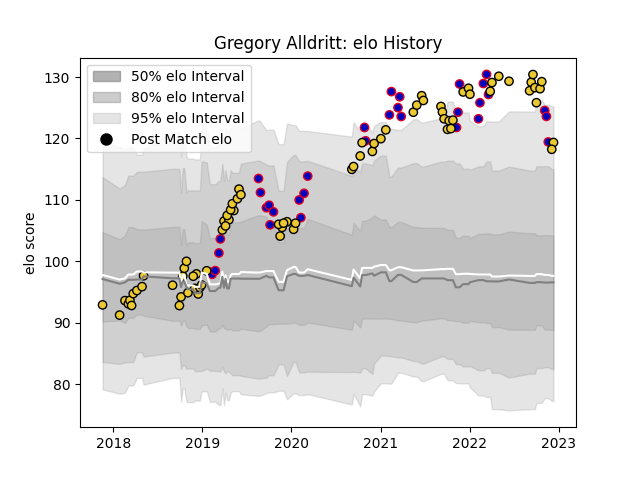 Gregory Alldritt: elo History
130
120
110
100
90
80
elo score
50% elo Interval
80% elo Interval
95% elo Interval
Post Match elo
2018 2019 2020 2021 2022 2023